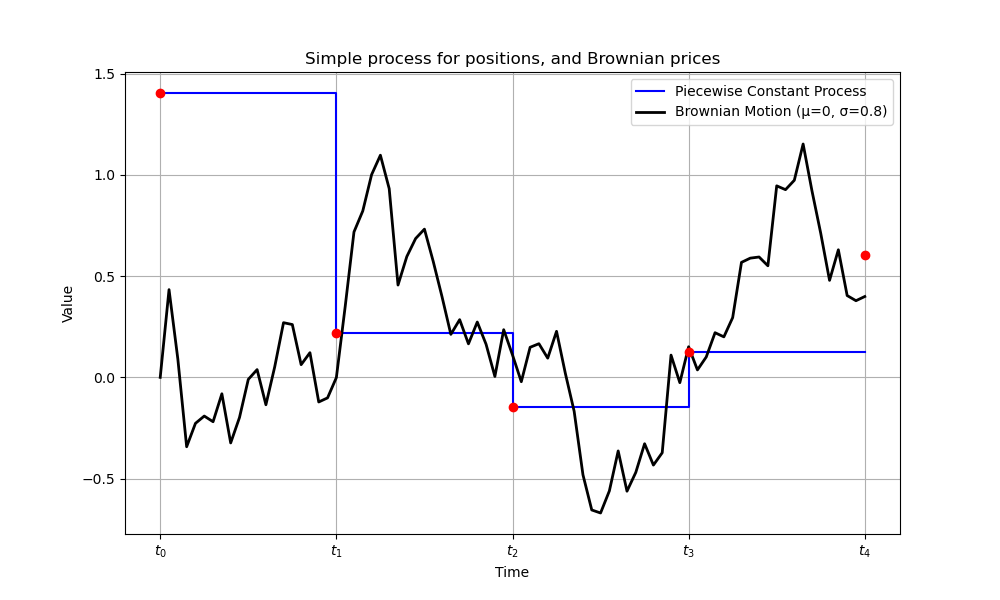 Simple process for positions, and Brownian prices
Piecewise Constant Process
Brownian Motion (μ=0, σ=0.8)
Value
1.5
1.0
0.5
0.0
−0.5
t₀ t₁ t₂ t₃ t₄
Time